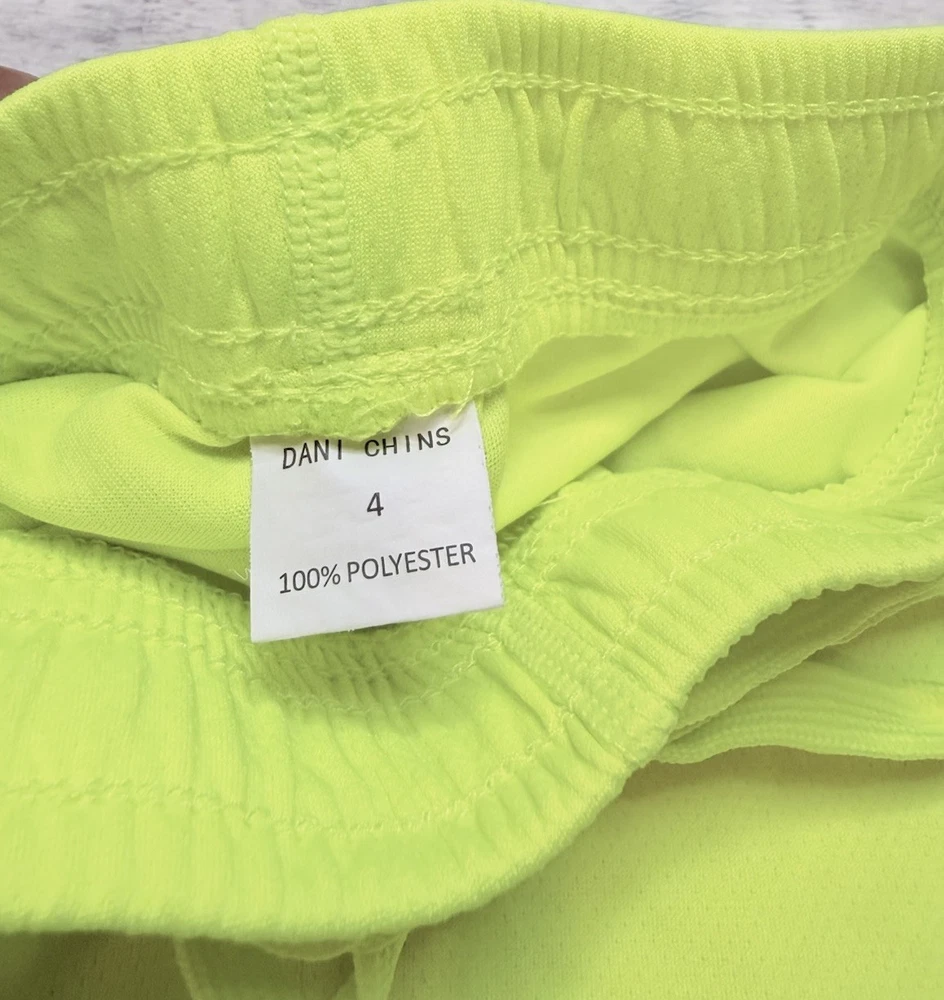 DANI CHINS
4
100% POLYESTER